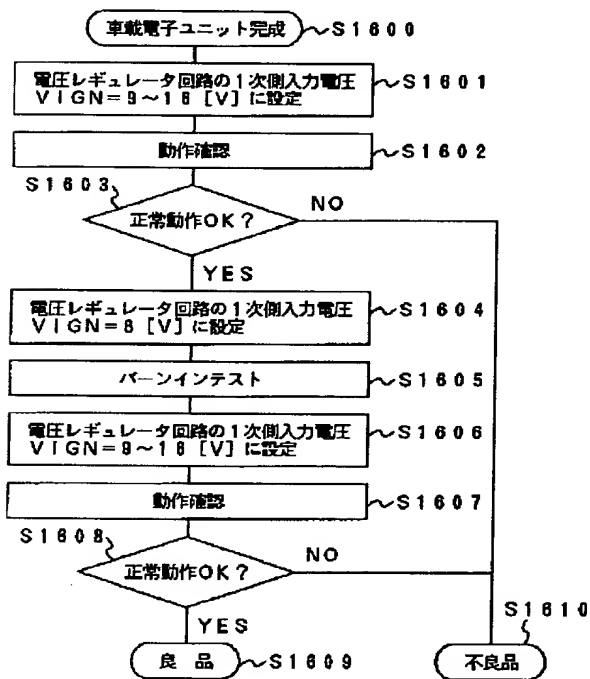 車載電子ユニット完成
S1600
電圧レギュレータ回路の1次側入力電圧
VIGN=9~16 [V]に設定
S1601
動作確認
S1602
S1603
正常動作OK?
NO
YES
電圧レギュレータ回路の1次側入力電圧
VIGN=8 [V]に設定
S1604
バーンインテスト
S1605
電圧レギュレータ回路の1次側入力電圧
VIGN=9~16 [V]に設定
S1606
動作確認
S1607
S1608
正常動作OK?
NO
YES
S1610
良 品
S1609
不良品